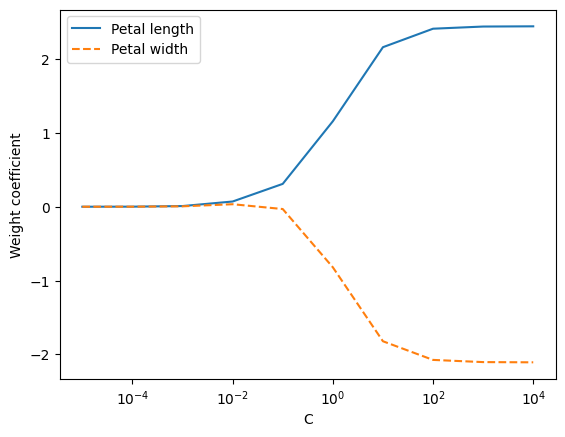 Petal length
Petal width
Weight coefficient
2
1
0
−1
−2
10⁻⁴
10⁻²
10⁰
10²
10⁴
C